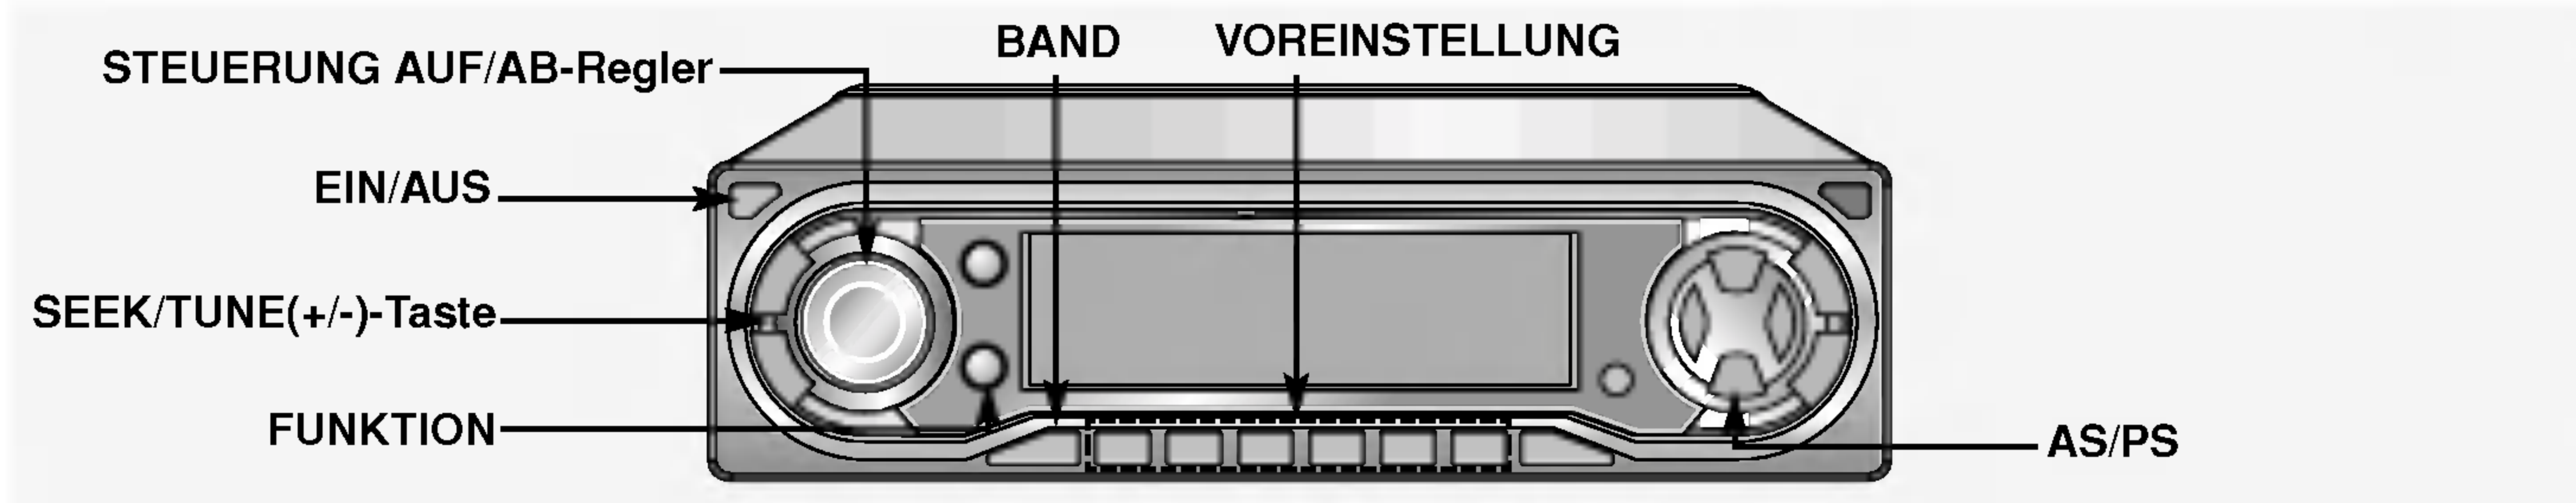 BAND
VOREINSTELLUNG
STEUERUNG AUF/AB-Regler
EIN/AUS
SEEK/TUNE(+/-)-Taste
FUNKTION
AS/PS